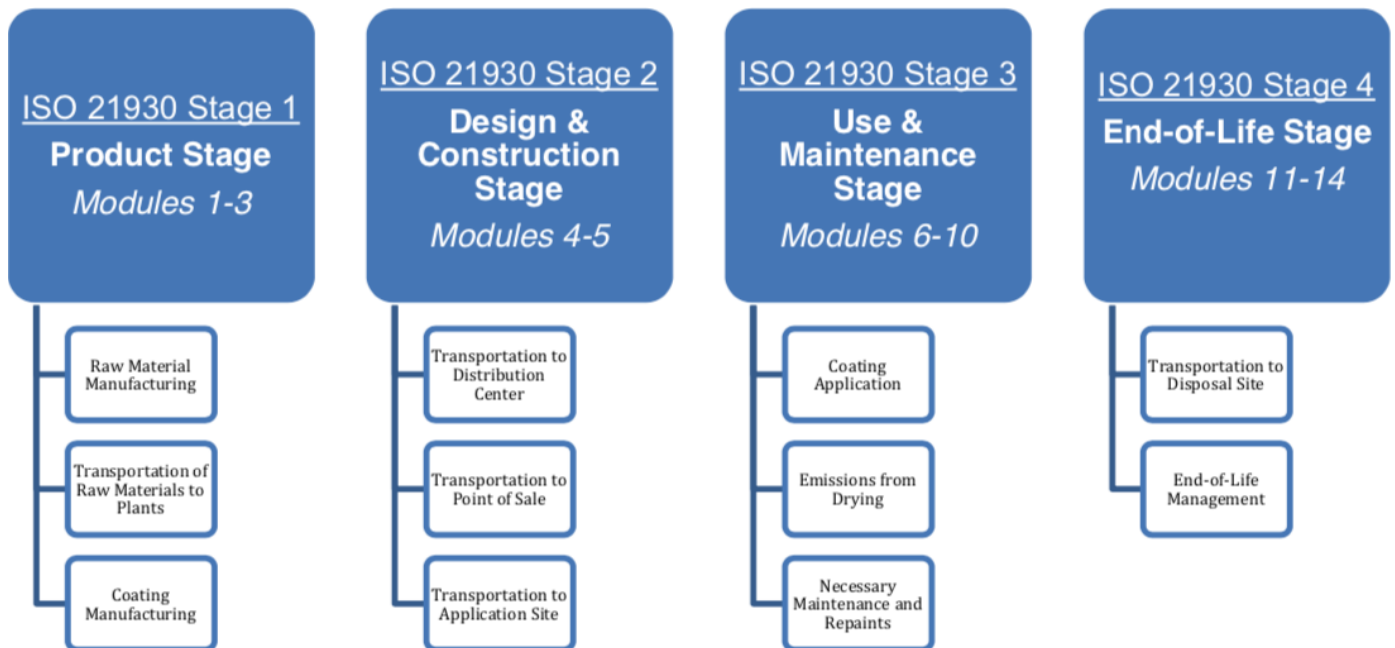 ISO 21930 Stage 1
Product Stage
Modules 1-3
Raw Material
Manufacturing
Transportation of
Raw Materials to
Plants
Coating
Manufacturing
ISO 21930 Stage 2
Design &
Construction
Stage
Modules 4-5
Transportation to
Distribution
Center
Transportation to
Point of Sale
Transportation to
Application Site
ISO 21930 Stage 3
Use &
Maintenance
Stage
Modules 6-10
Coating
Application
Emissions from
Drying
Necessary
Maintenance and
Repaints
ISO 21930 Stage 4
End-of-Life Stage
Modules 11-14
Transportation to
Disposal Site
End-of-Life
Management